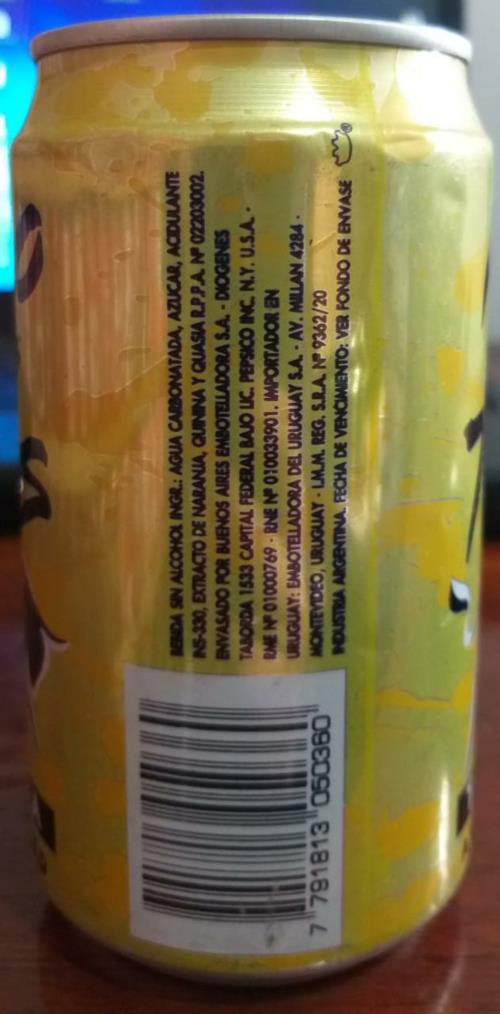 BEBIDA SIN ALCOHOL INGR.: AGUA CARBONATADA, AZUCAR, ACIDULANTE
INS-330, EXTRACTO DE NARANJA, QUININA Y QUASIA R.P.P.A. Nº 02203002.
ENVASADO POR BUENOS AIRES EMBOTELLADORA S.A. - DIOGENES
TABORDA 1533 CAPITAL FEDERAL BAJO LIC. PEPSICO INC. N.Y. U.S.A. ·
RNE Nº 01000769 · RNE Nº 010033901. IMPORTADOR EN
URUGUAY: EMBOTELLADORA DEL URUGUAY S.A. · AV. MILLAN 4284 ·
MONTEVIDEO, URUGUAY - I.M.M. REG. S.R.A. Nº 9362/20
INDUSTRIA ARGENTINA. FECHA DE VENCIMIENTO: VER FONDO DE ENVASE
7 791813 050360